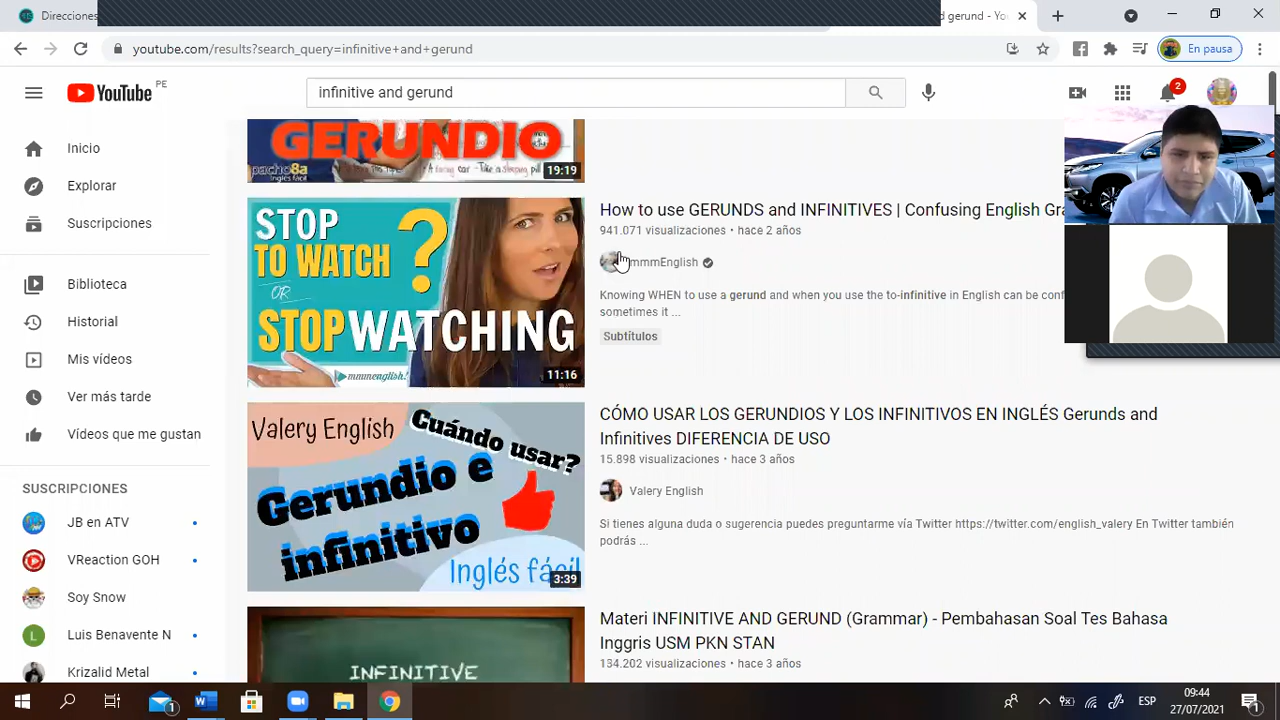 Direcciones
d gerund - Yo
youtube.com/results?search_query=infinitive+and+gerund
En pausa
YouTube PE
infinitive and gerund
2
Inicio
Explorar
Suscripciones
Biblioteca
Historial
Mis vídeos
Ver más tarde
Vídeos que me gustan
SUSCRIPCIONES
JB en ATV
VReaction GOH
Soy Snow
Luis Benavente N
Krizalid Metal
GERUNDIO
pacho8a
Inglés fácil
19:19
STOP
TO WATCH
OR
STOP WATCHING
?
mmmenglish!
11:16
How to use GERUNDS and INFINITIVES | Confusing English Gra
941.071 visualizaciones • hace 2 años
mmmEnglish
Knowing WHEN to use a gerund and when you use the to-infinitive in English can be conf
sometimes it ...
Subtítulos
Valery English
Cuándo usar?
Gerundio e
infinitivo
Inglés fácil
3:39
CÓMO USAR LOS GERUNDIOS Y LOS INFINITIVOS EN INGLÉS Gerunds and
Infinitives DIFERENCIA DE USO
15.898 visualizaciones • hace 3 años
Valery English
Si tienes alguna duda o sugerencia puedes preguntarme vía Twitter https://twitter.com/english_valery En Twitter también
podrás ...
INFINITIVE
Materi INFINITIVE AND GERUND (Grammar) - Pembahasan Soal Tes Bahasa
Inggris USM PKN STAN
134.202 visualizaciones • hace 3 años
1
ESP
09:44
27/07/2021
1